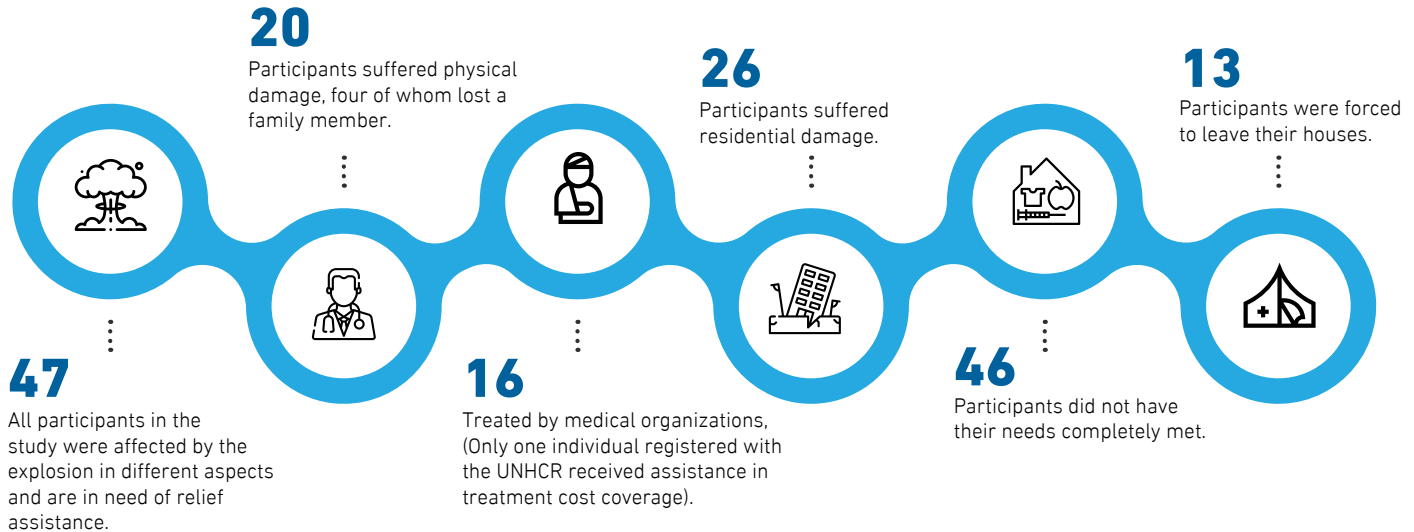 47
All participants in the
study were affected by the
explosion in different aspects
and are in need of relief
assistance.
20
Participants suffered physical
damage, four of whom lost a
family member.
16
Treated by medical organizations,
(Only one individual registered with
the UNHCR received assistance in
treatment cost coverage).
26
Participants suffered
residential damage.
46
Participants did not have
their needs completely met.
13
Participants were forced
to leave their houses.